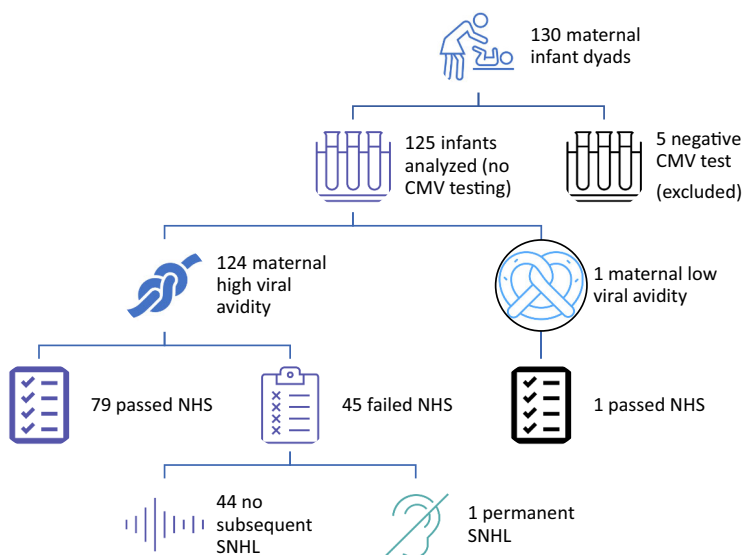 130 maternal
infant dyads
125 infants
analyzed (no
CMV testing)
5 negative
CMV test
(excluded)
124 maternal
high viral
avidity
1 maternal low
viral avidity
79 passed NHS
45 failed NHS
1 passed NHS
44 no
subsequent
SNHL
1 permanent
SNHL